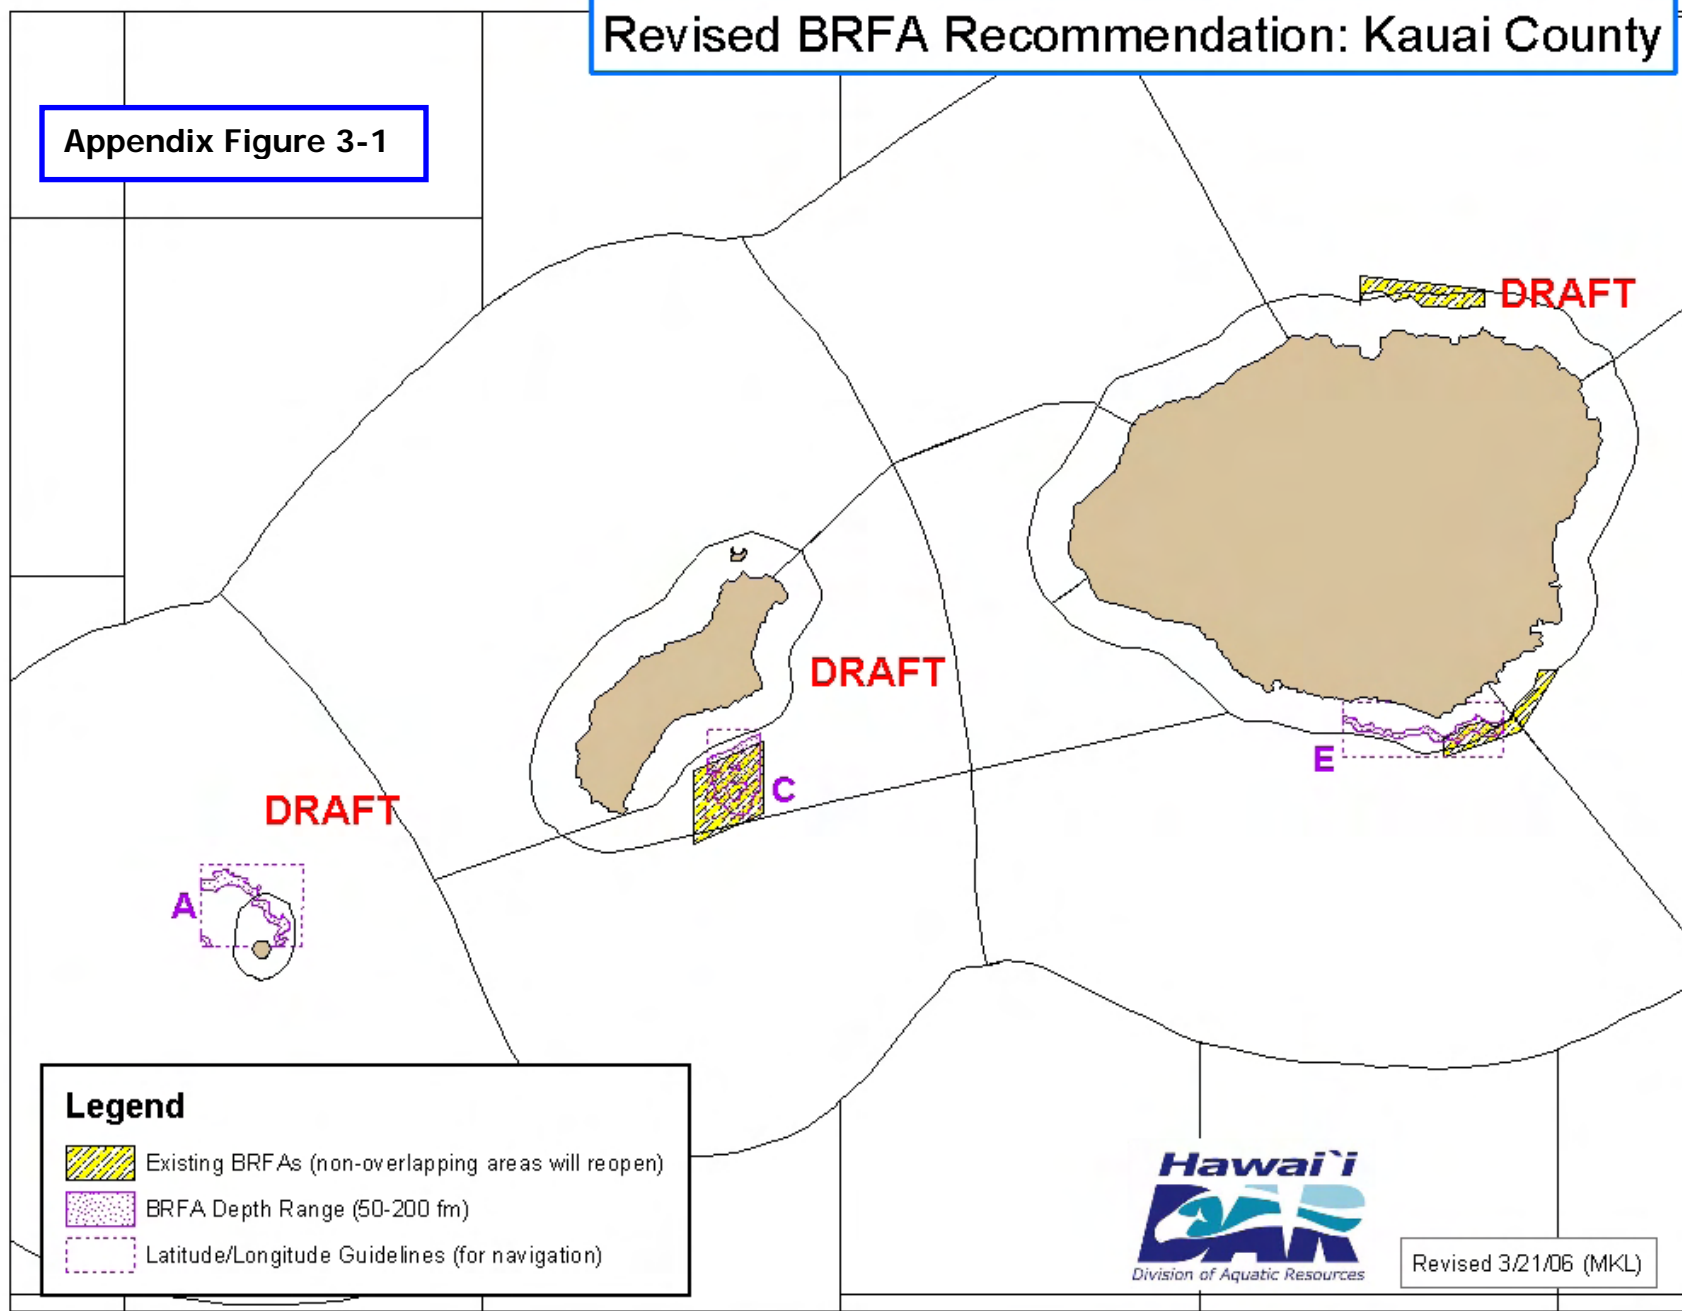 Revised BRFA Recommendation: Kauai County
Appendix Figure 3-1
DRAFT
DRAFT
DRAFT
C
E
A
Legend
Existing BRFAs (non-overlapping areas will reopen)
BRFA Depth Range (50-200 fm)
Latitude/Longitude Guidelines (for navigation)
Hawai`i
DAR
Division of Aquatic Resources
Revised 3/21/06 (MKL)